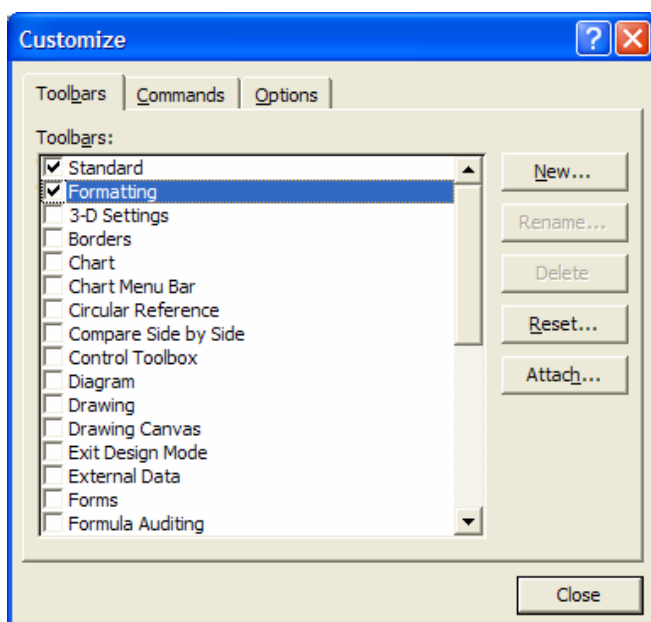 Customize
Toolbars Commands Options
Toolbars:
Standard
Formatting
3-D Settings
Borders
Chart
Chart Menu Bar
Circular Reference
Compare Side by Side
Control Toolbox
Diagram
Drawing
Drawing Canvas
Exit Design Mode
External Data
Forms
Formula Auditing
New...
Rename...
Delete
Reset...
Attach...
Close